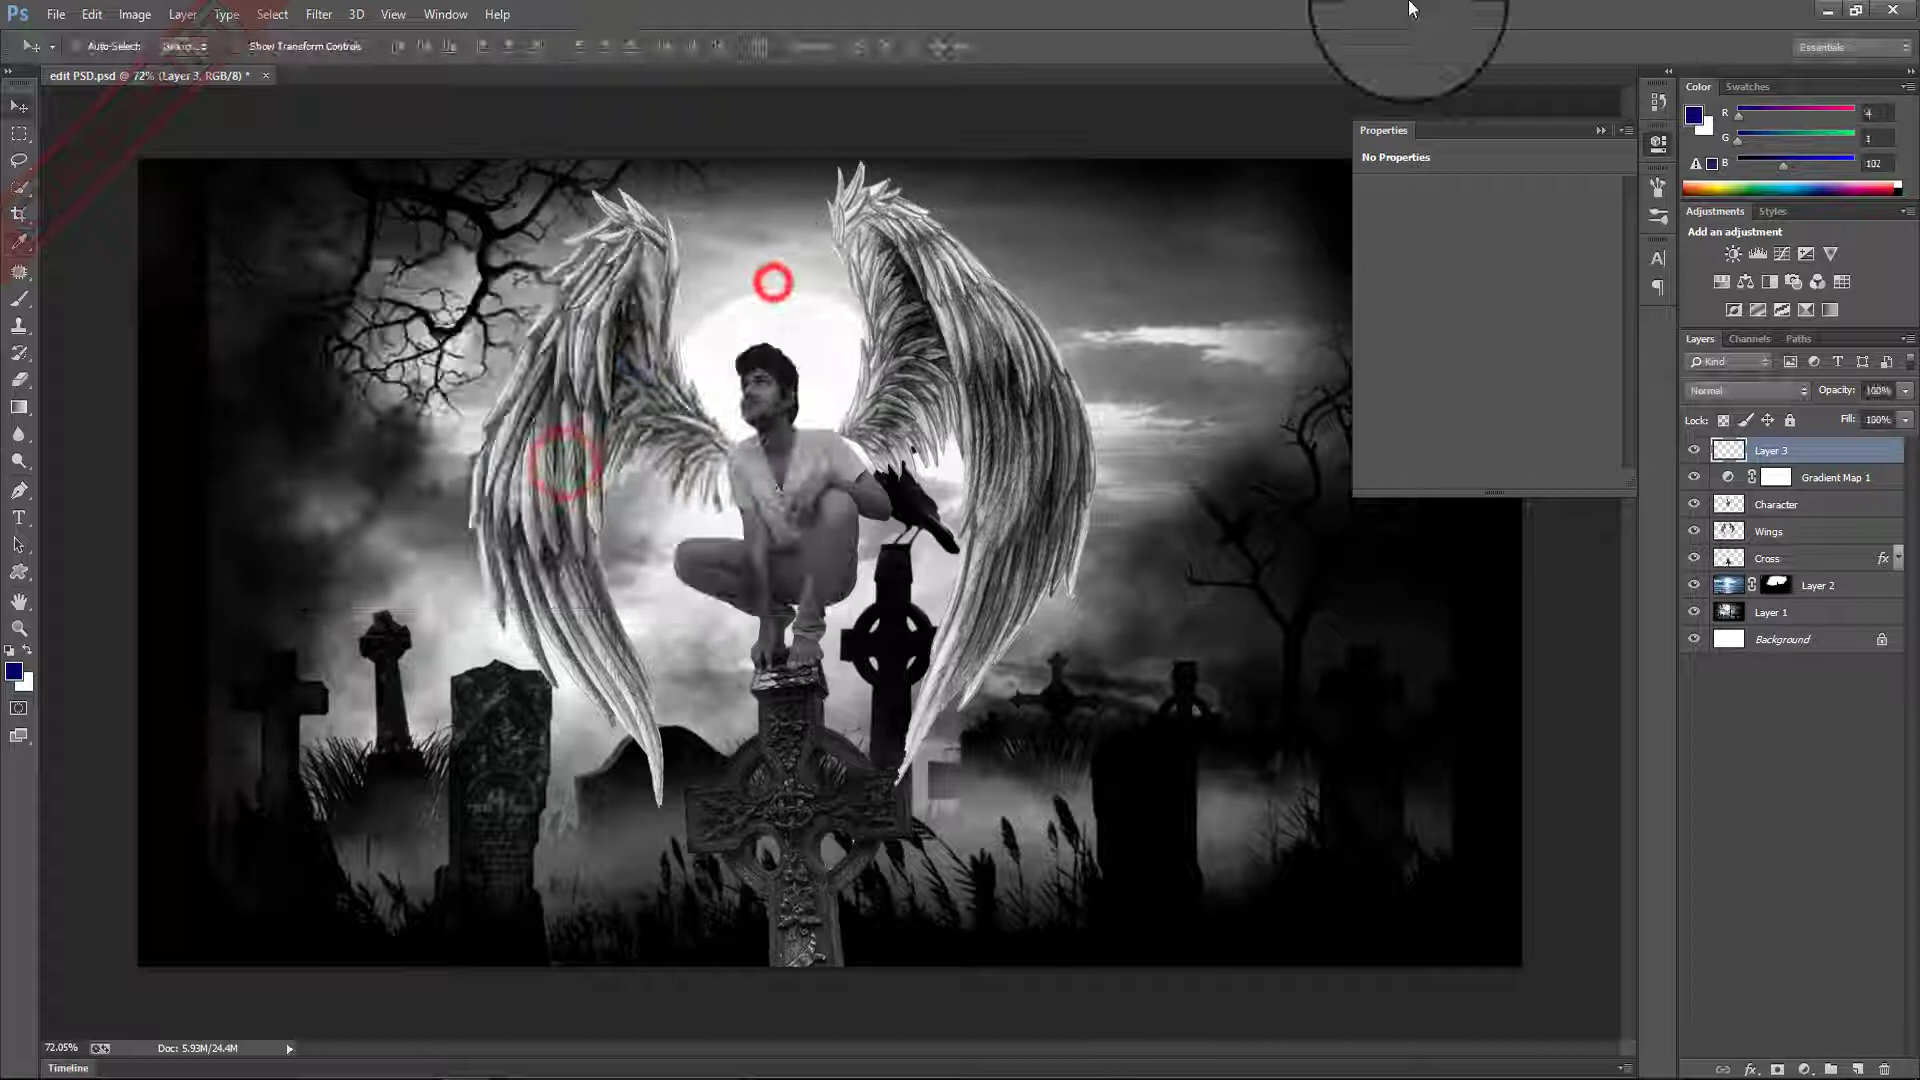 Ps File Edit Image Layer Type Select Filter 3D View Window Help
Auto-Select Show Transform Controls Essentials
edit PSD.psd @ 72% (Layer 3, RGB/8) * ×
Color Swatches
R 4
G 1
B 102
Properties
No Properties
Adjustments Styles
Add an adjustment
Layers Channels Paths
Kind
Normal Opacity: 100%
Lock: Fill: 100%
Layer 3
Gradient Map 1
Character
Wings
Cross fx
Layer 2
Layer 1
Background
72.05% Doc: 5.93M/24.4M
Timeline